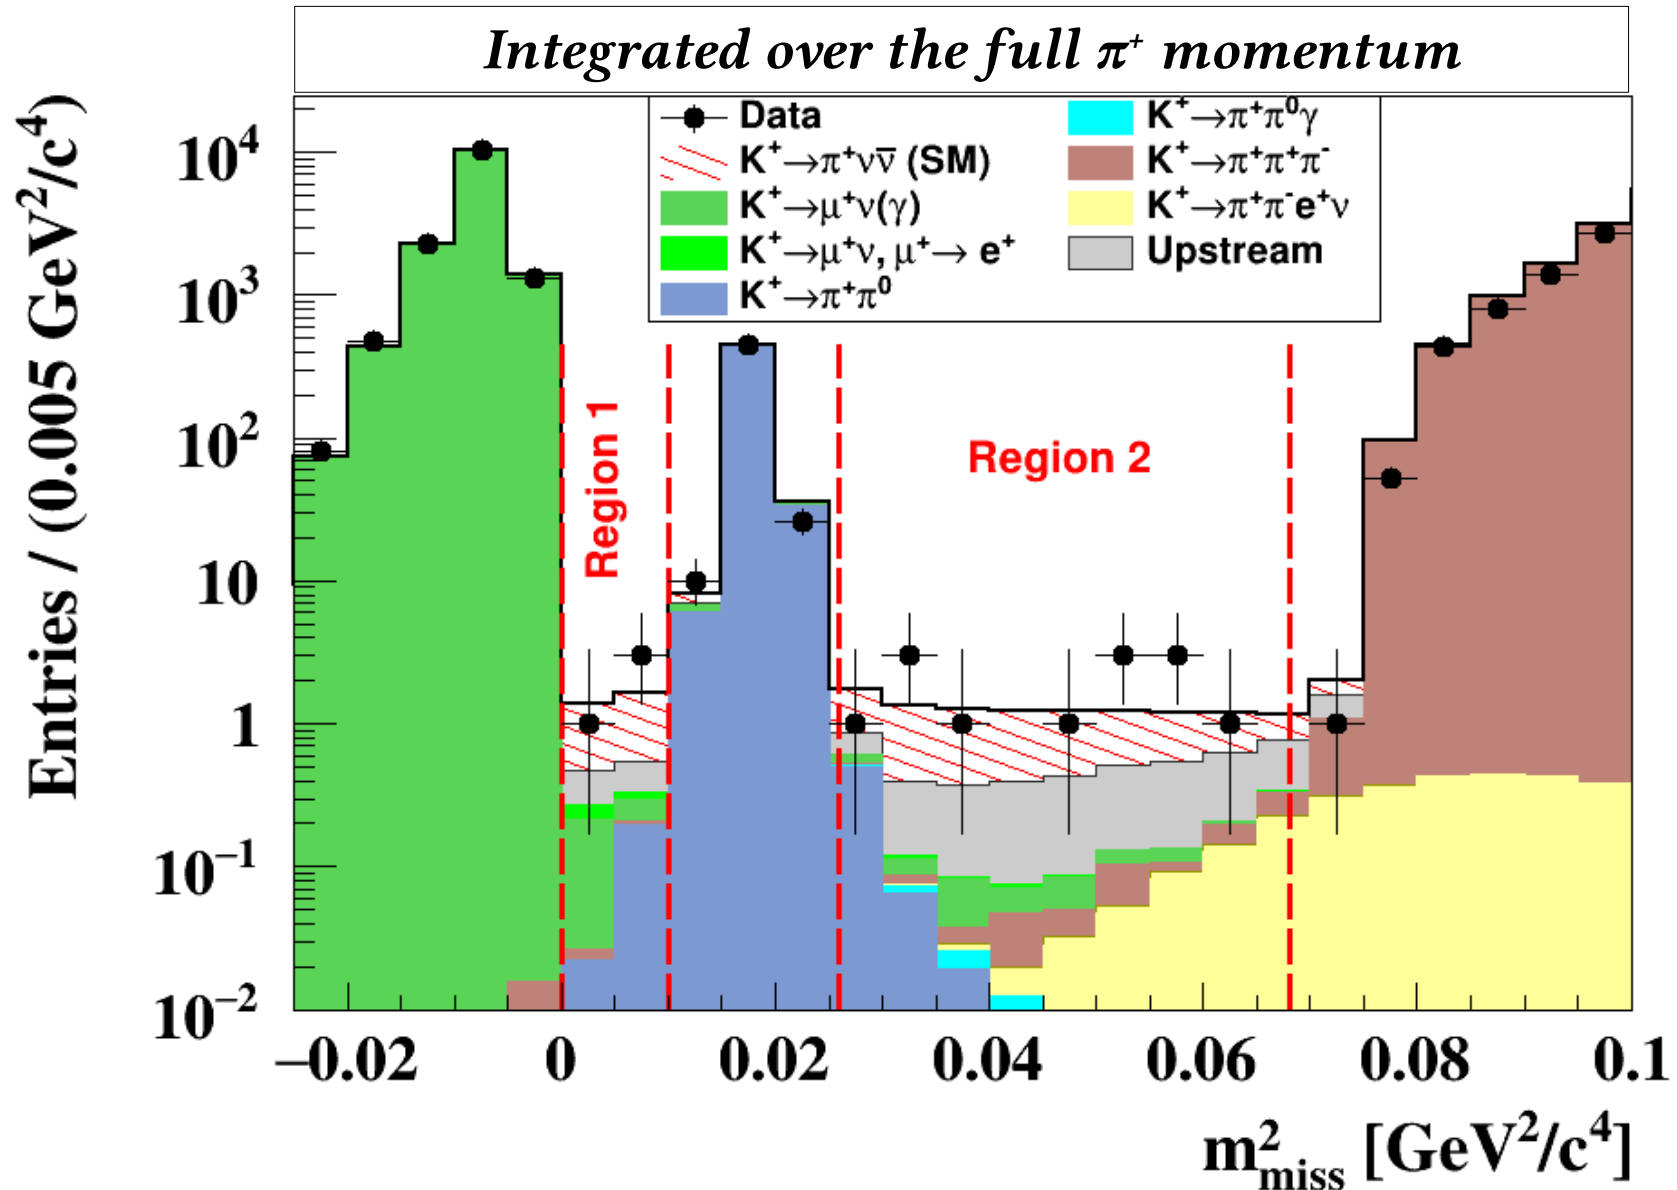 Integrated over the full π⁺ momentum
Entries / (0.005 GeV²/c⁴)
10⁴
10³
10²
10
1
10⁻¹
10⁻²
Data
K⁺→π⁺νν̅ (SM)
K⁺→μ⁺ν(γ)
K⁺→μ⁺ν, μ⁺→ e⁺
K⁺→π⁺π⁰
K⁺→π⁺π⁰γ
K⁺→π⁺π⁺π⁻
K⁺→π⁺π⁻e⁺ν
Upstream
Region 1
Region 2
−0.02 0 0.02 0.04 0.06 0.08 0.1
m²miss [GeV²/c⁴]